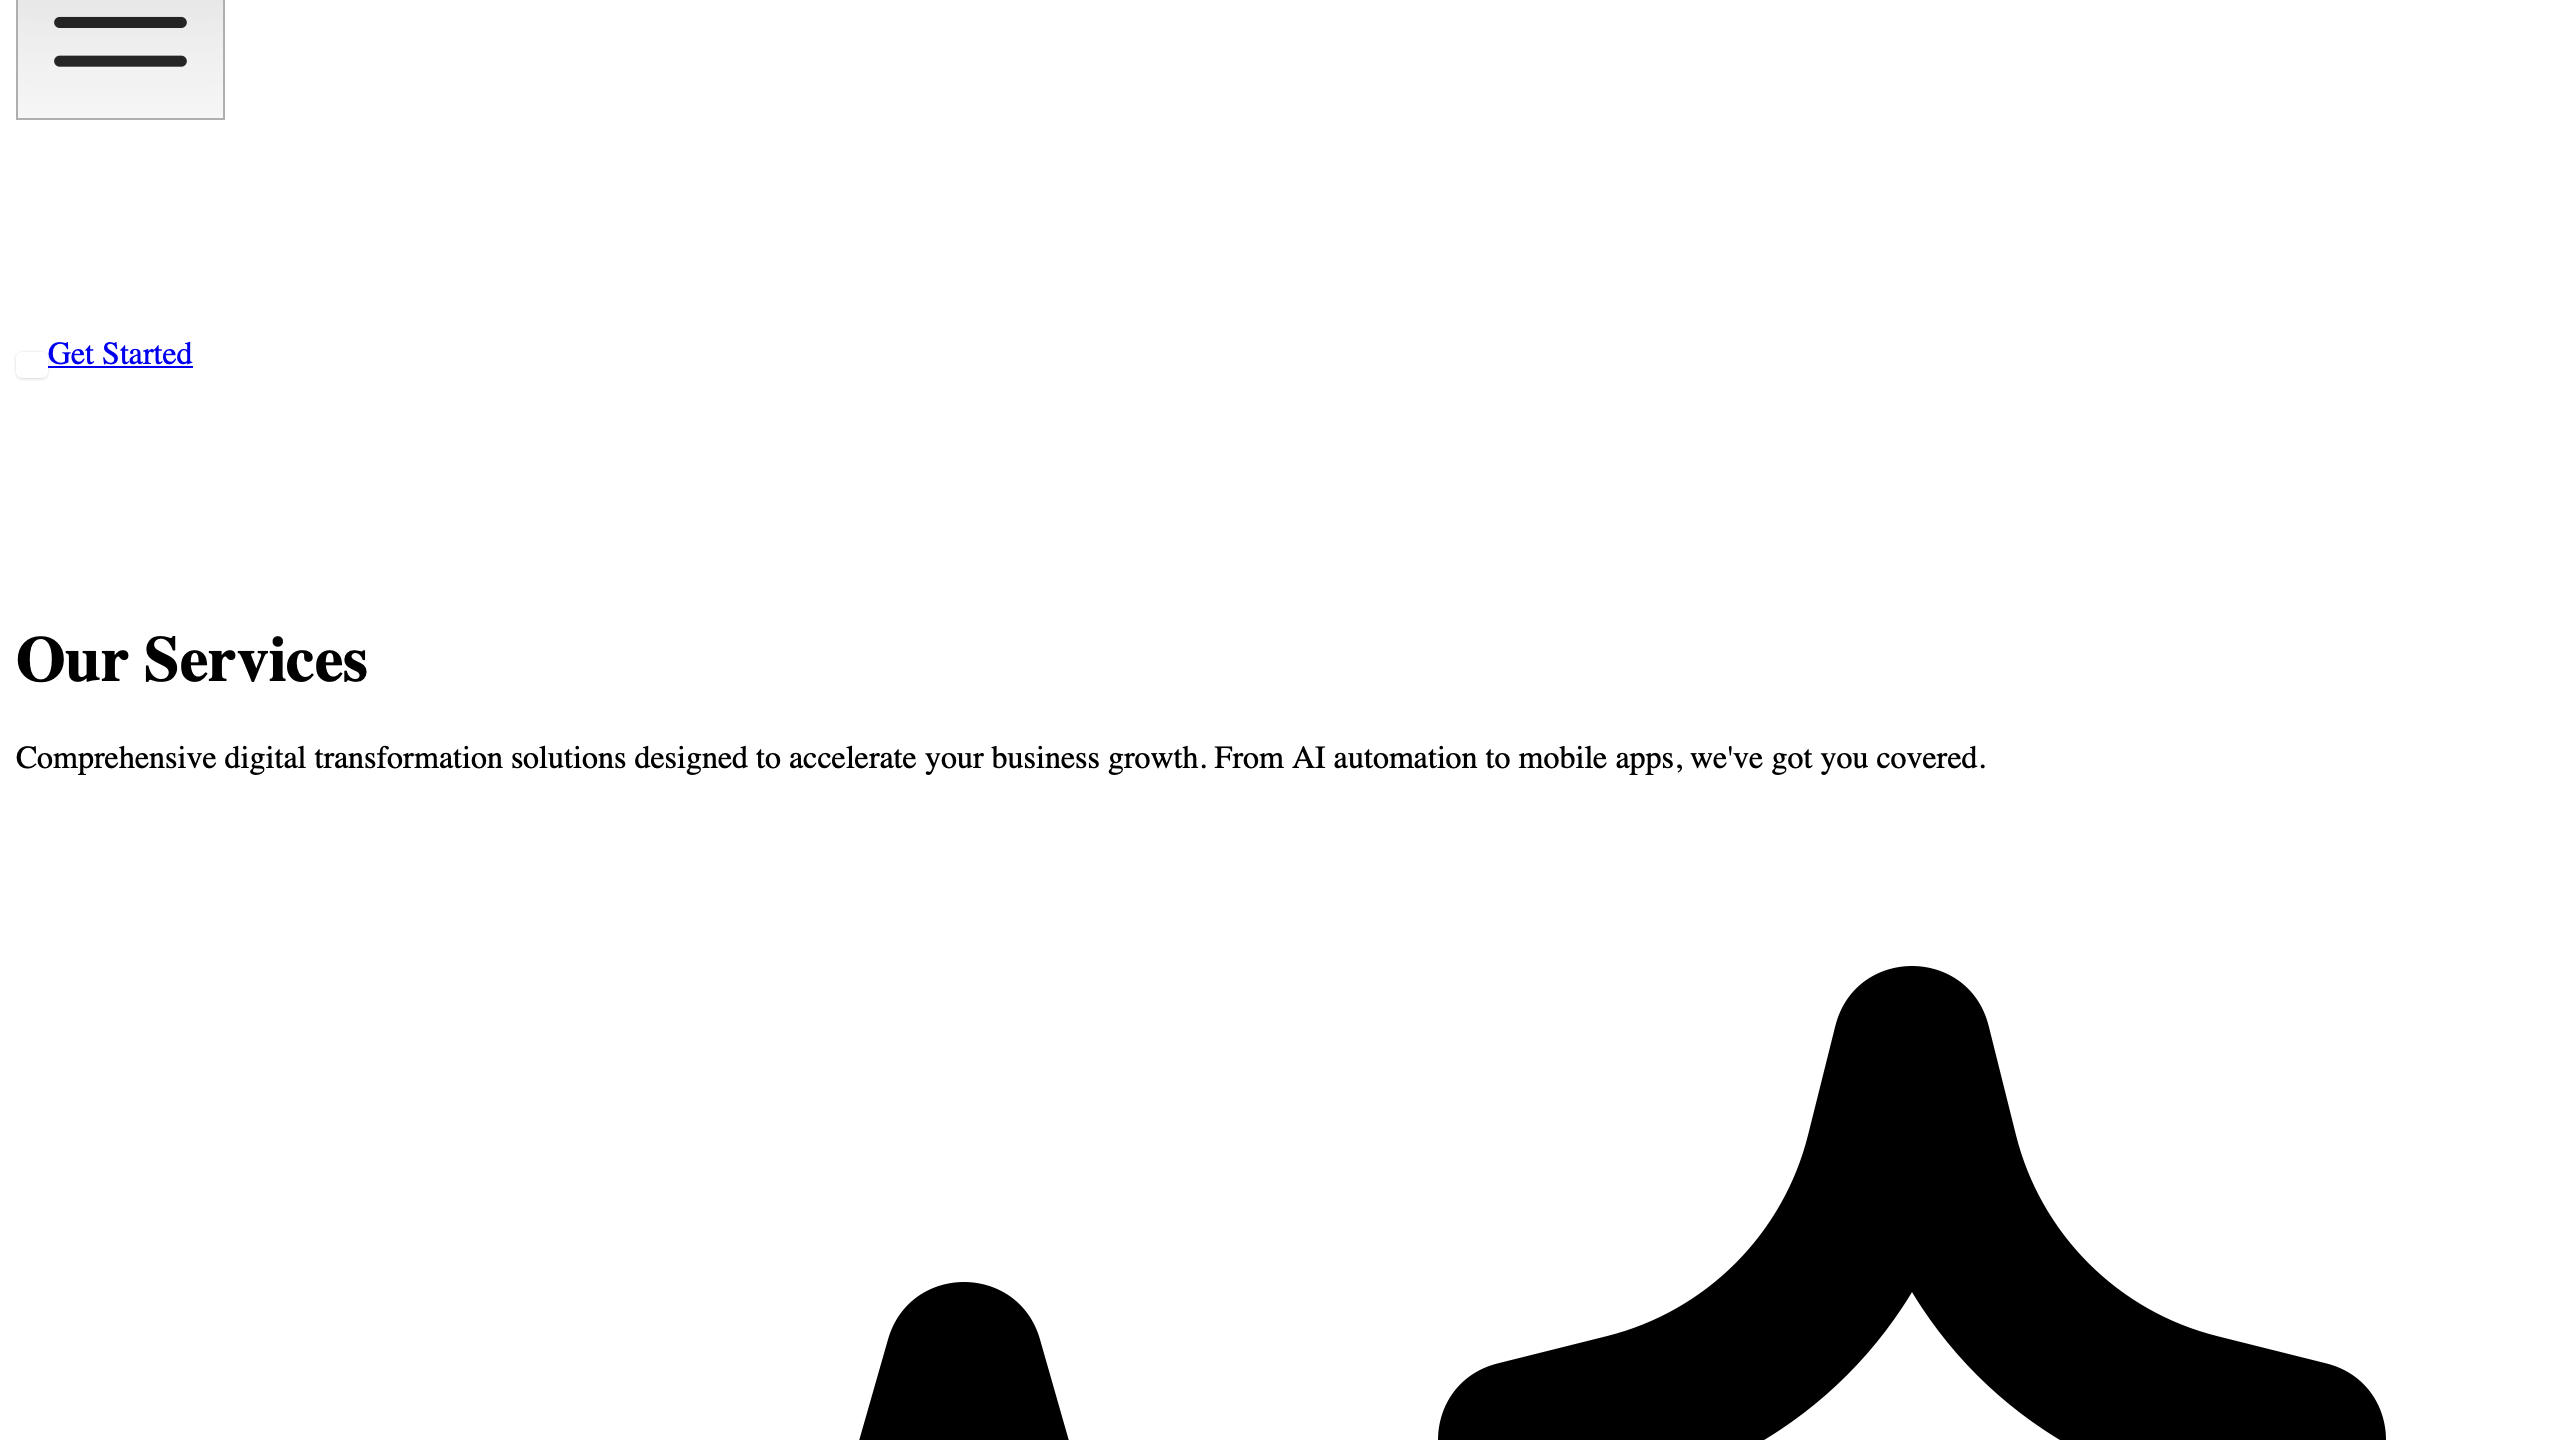 Get Started
Our Services
Comprehensive digital transformation solutions designed to accelerate your business growth. From AI automation to mobile apps, we've got you covered.